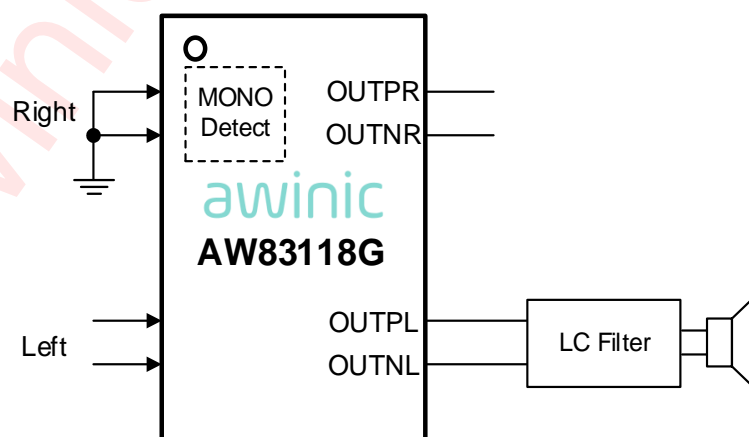 MONO
Detect
Right
OUTPR
OUTNR
awinic
AW83118G
Left
OUTPL
OUTNL
LC Filter